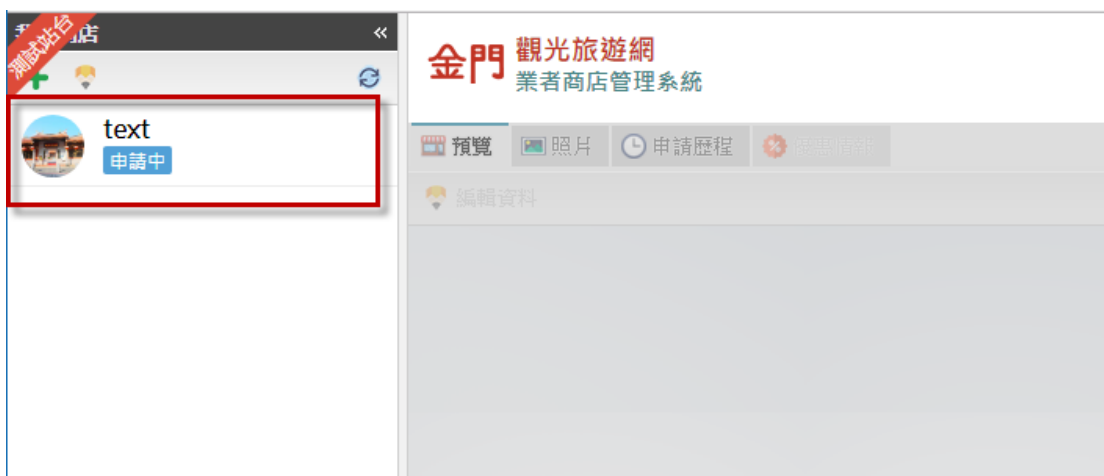 測試站台
店
«
text
申請中
金門 觀光旅遊網
業者商店管理系統
預覽 照片 申請歷程
編輯資料